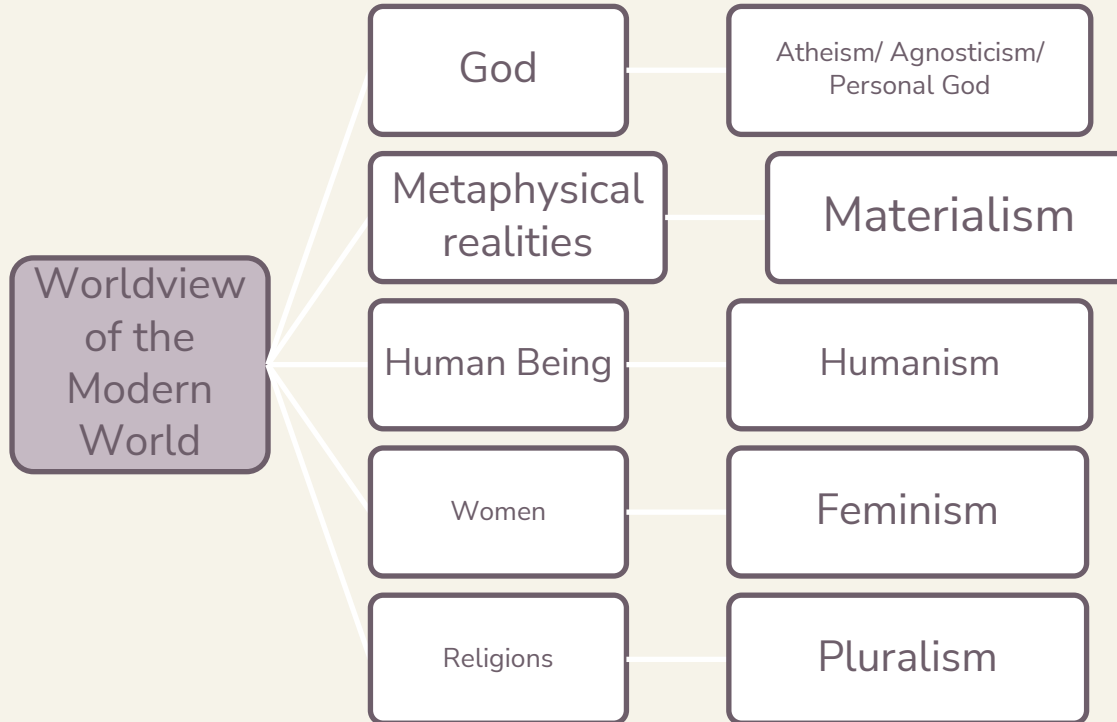 Worldview
of the
Modern
World
God
Atheism/ Agnosticism/
Personal God
Metaphysical
realities
Materialism
Human Being
Humanism
Women
Feminism
Religions
Pluralism